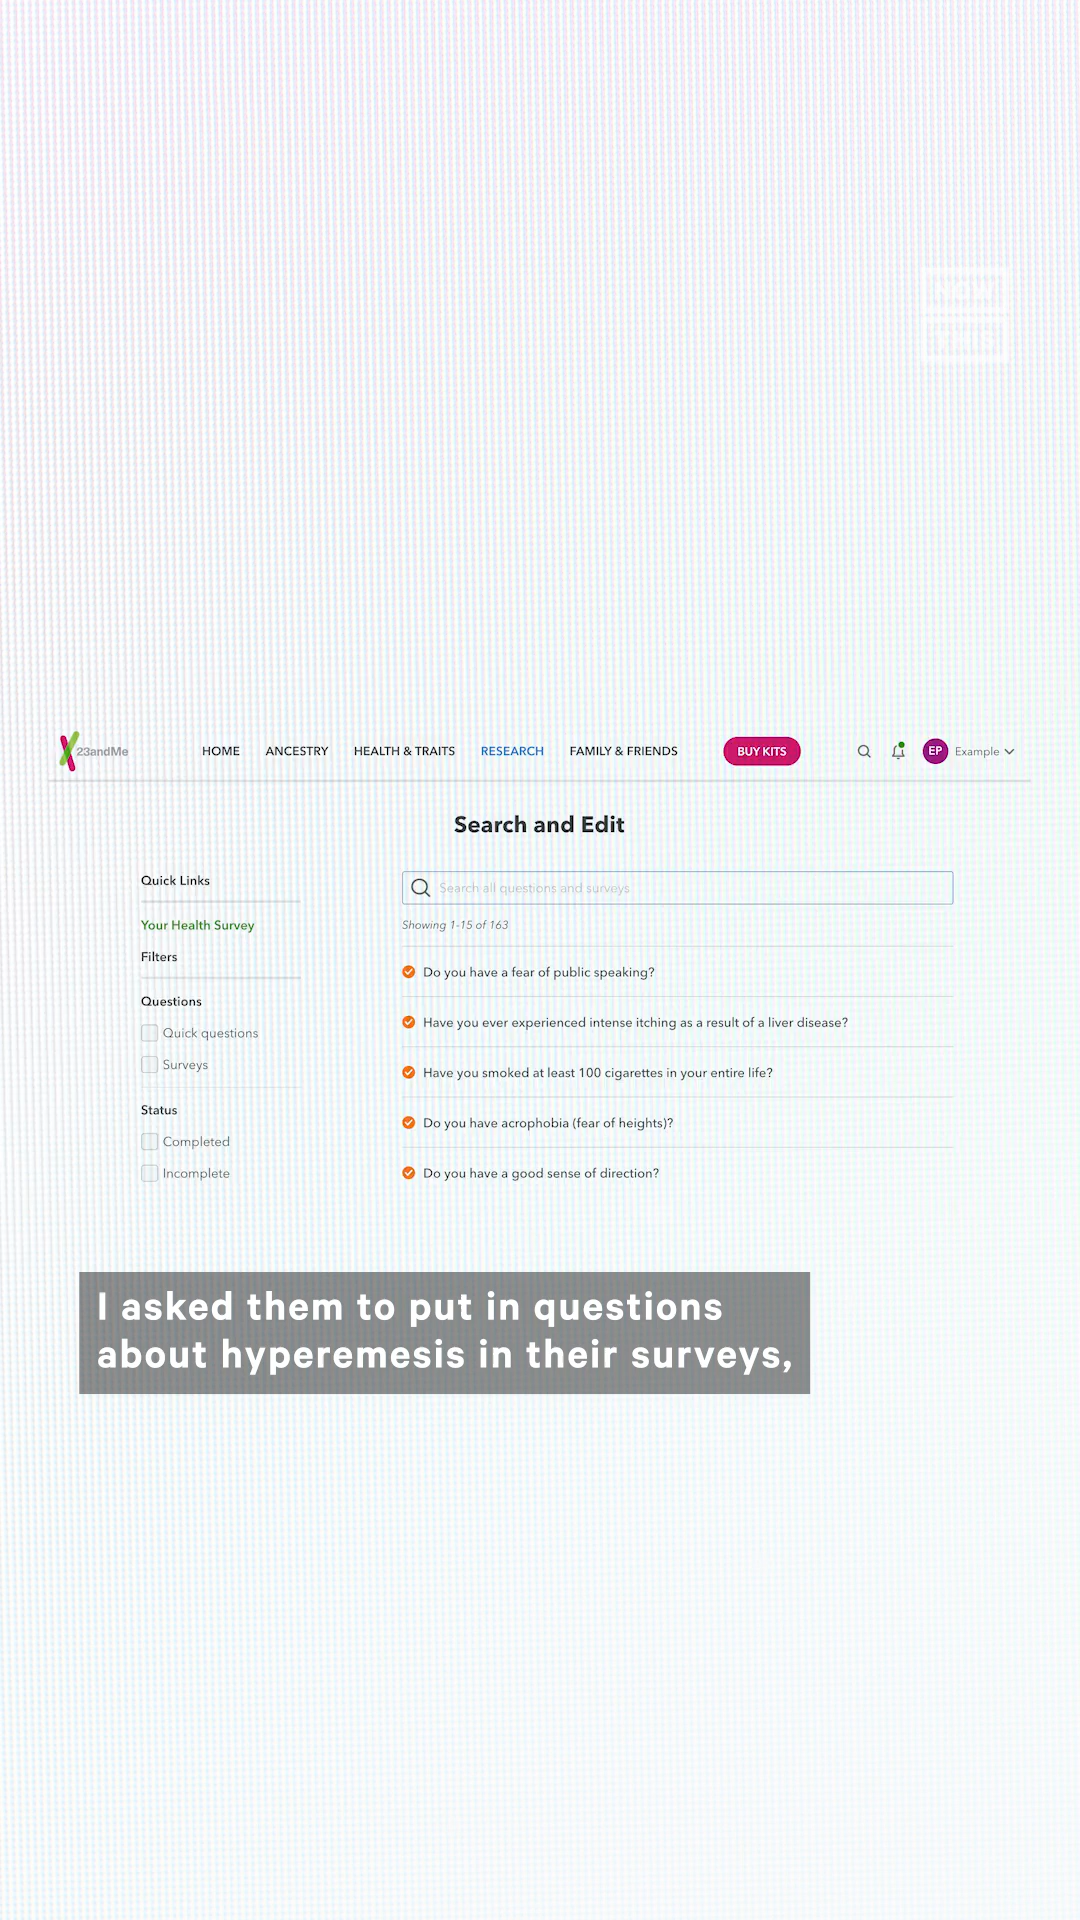 NOW
THIS
23andMe
HOME ANCESTRY HEALTH & TRAITS RESEARCH FAMILY & FRIENDS BUY KITS EP Example
Search and Edit
Quick Links
Search all questions and surveys
Your Health Survey
Showing 1-15 of 163
Filters
Do you have a fear of public speaking?
Questions
Have you ever experienced intense itching as a result of a liver disease?
Quick questions
Surveys
Have you smoked at least 100 cigarettes in your entire life?
Status
Do you have acrophobia (fear of heights)?
Completed
Incomplete
Do you have a good sense of direction?
I asked them to put in questions
about hyperemesis in their surveys,